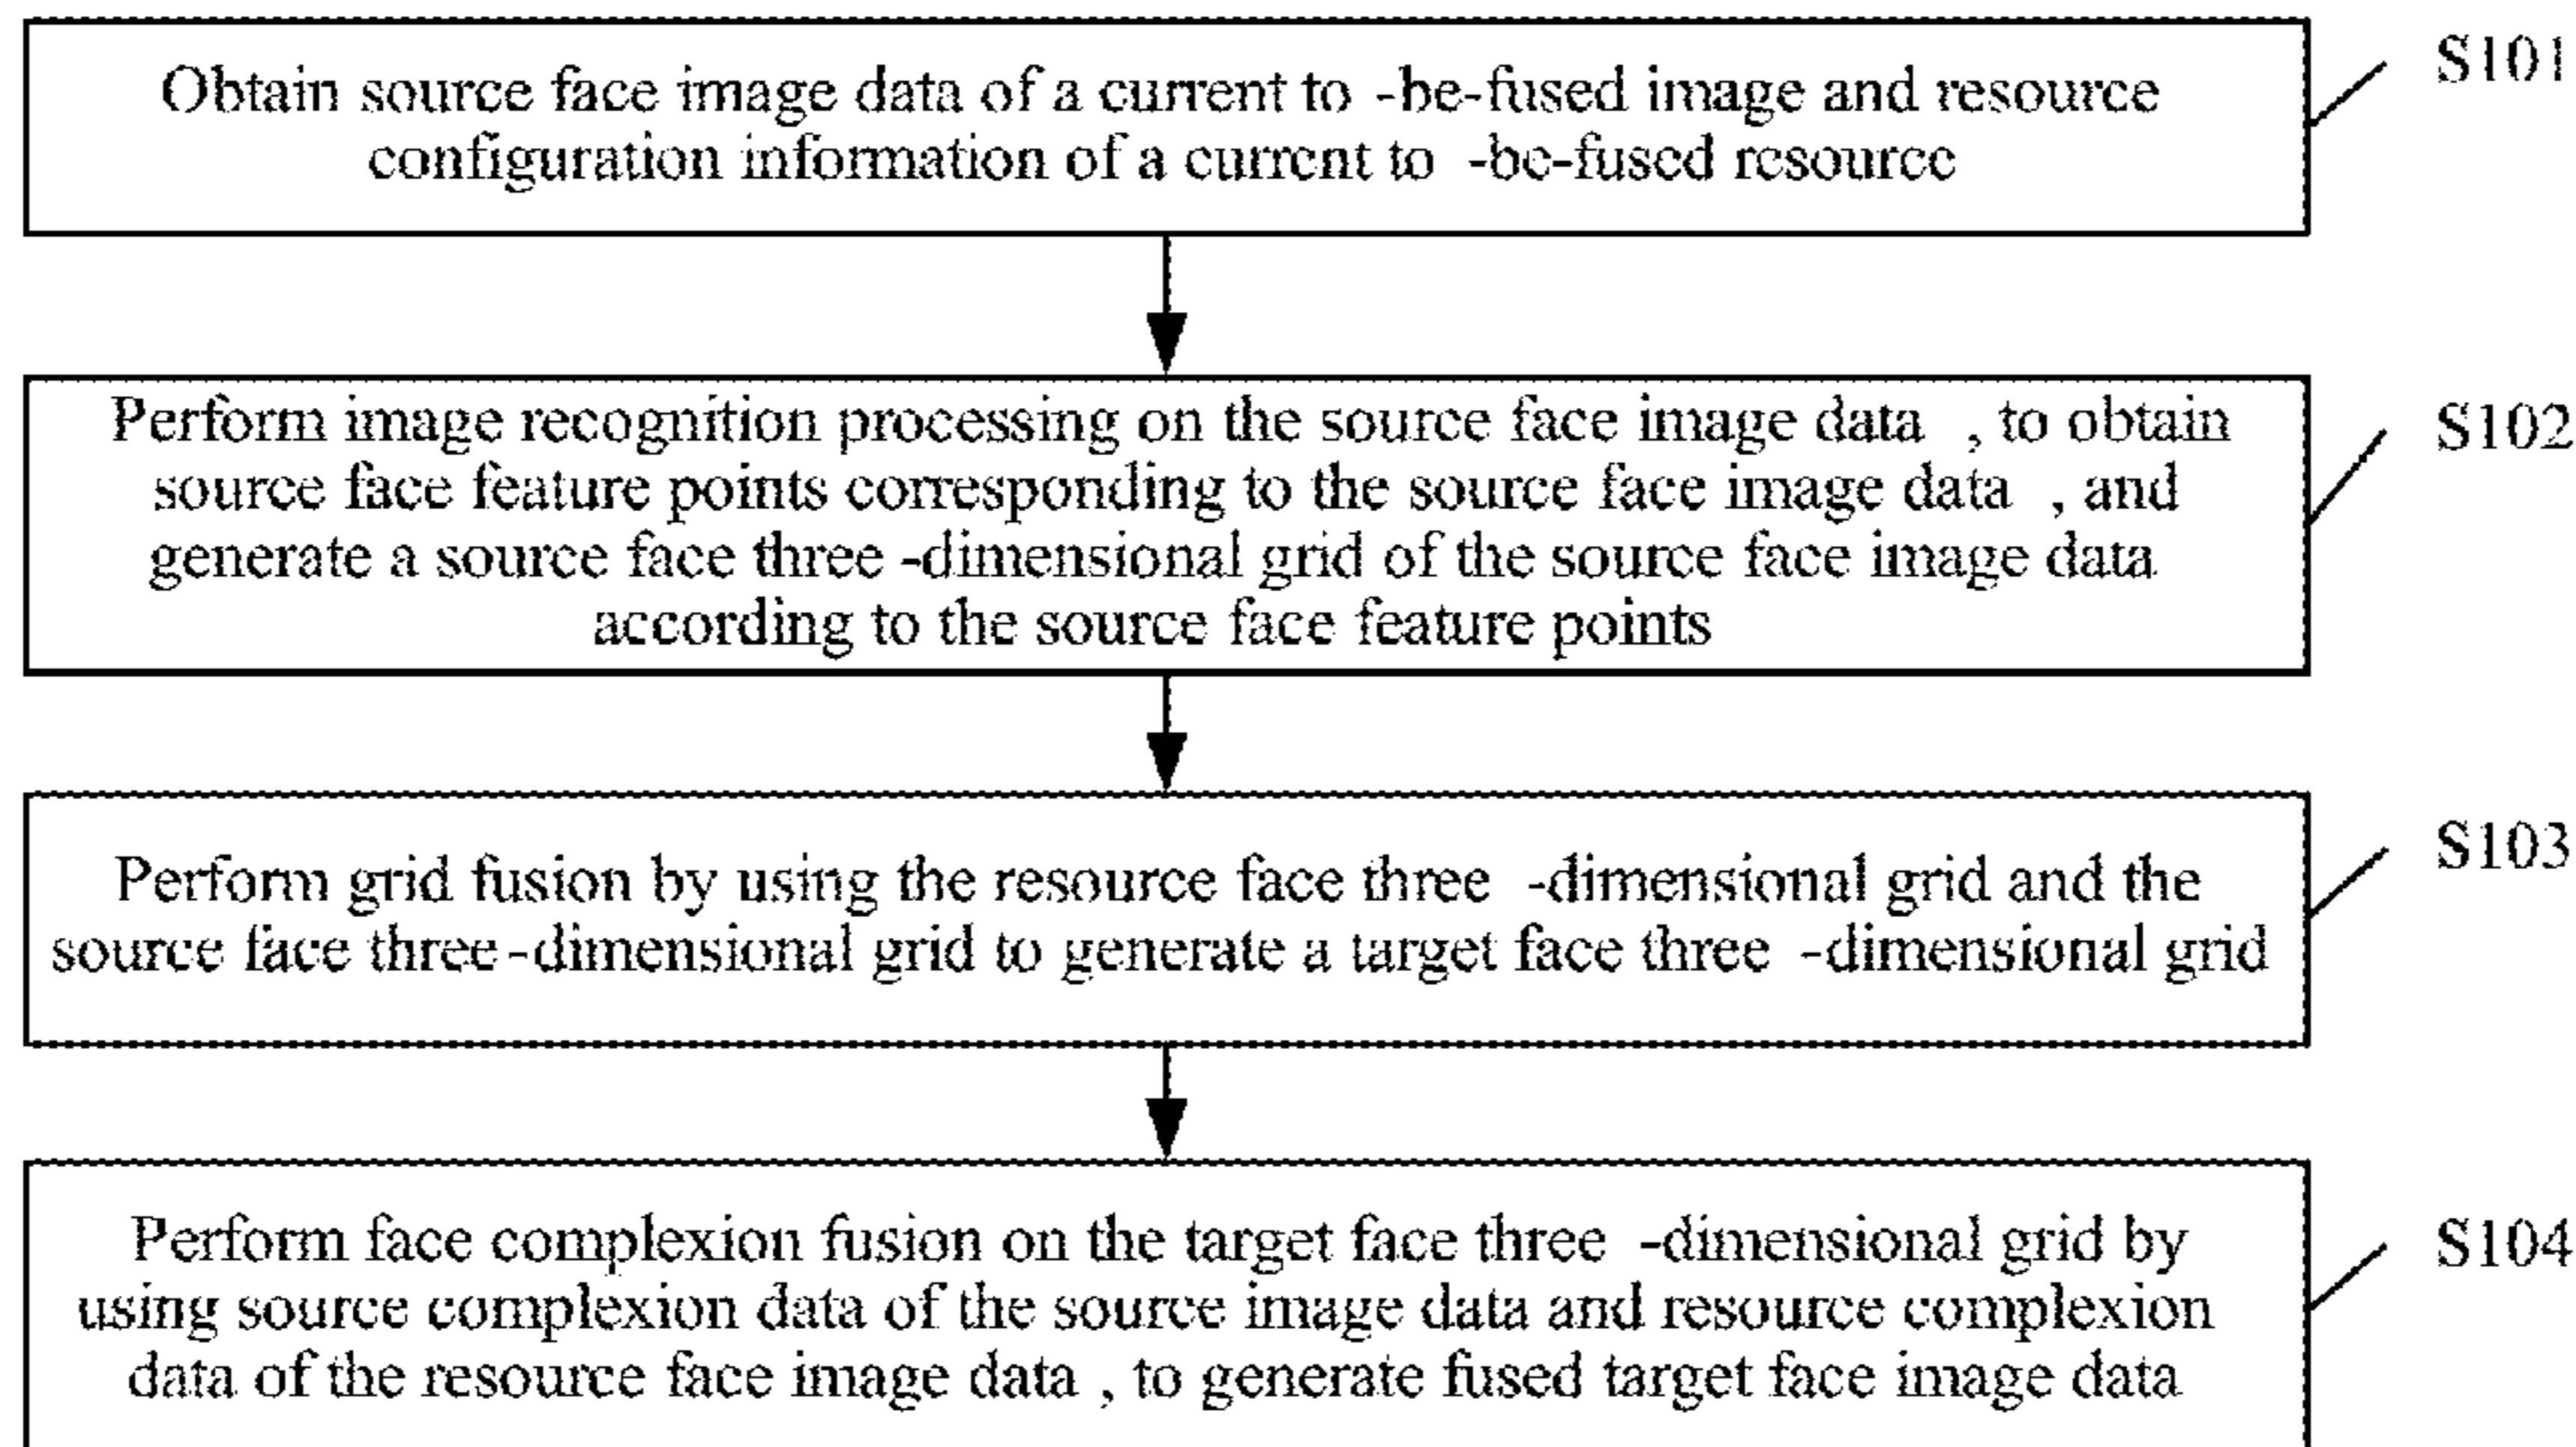 Obtain source face image data of a current to -be-fused image and resource
configuration information of a current to -be-fused resource
S101
Perform image recognition processing on the source face image data , to obtain
source face feature points corresponding to the source face image data , and
generate a source face three -dimensional grid of the source face image data
according to the source face feature points
S102
Perform grid fusion by using the resource face three -dimensional grid and the
source face three-dimensional grid to generate a target face three -dimensional grid
S103
Perform face complexion fusion on the target face three -dimensional grid by
using source complexion data of the source image data and resource complexion
data of the resource face image data , to generate fused target face image data
S104